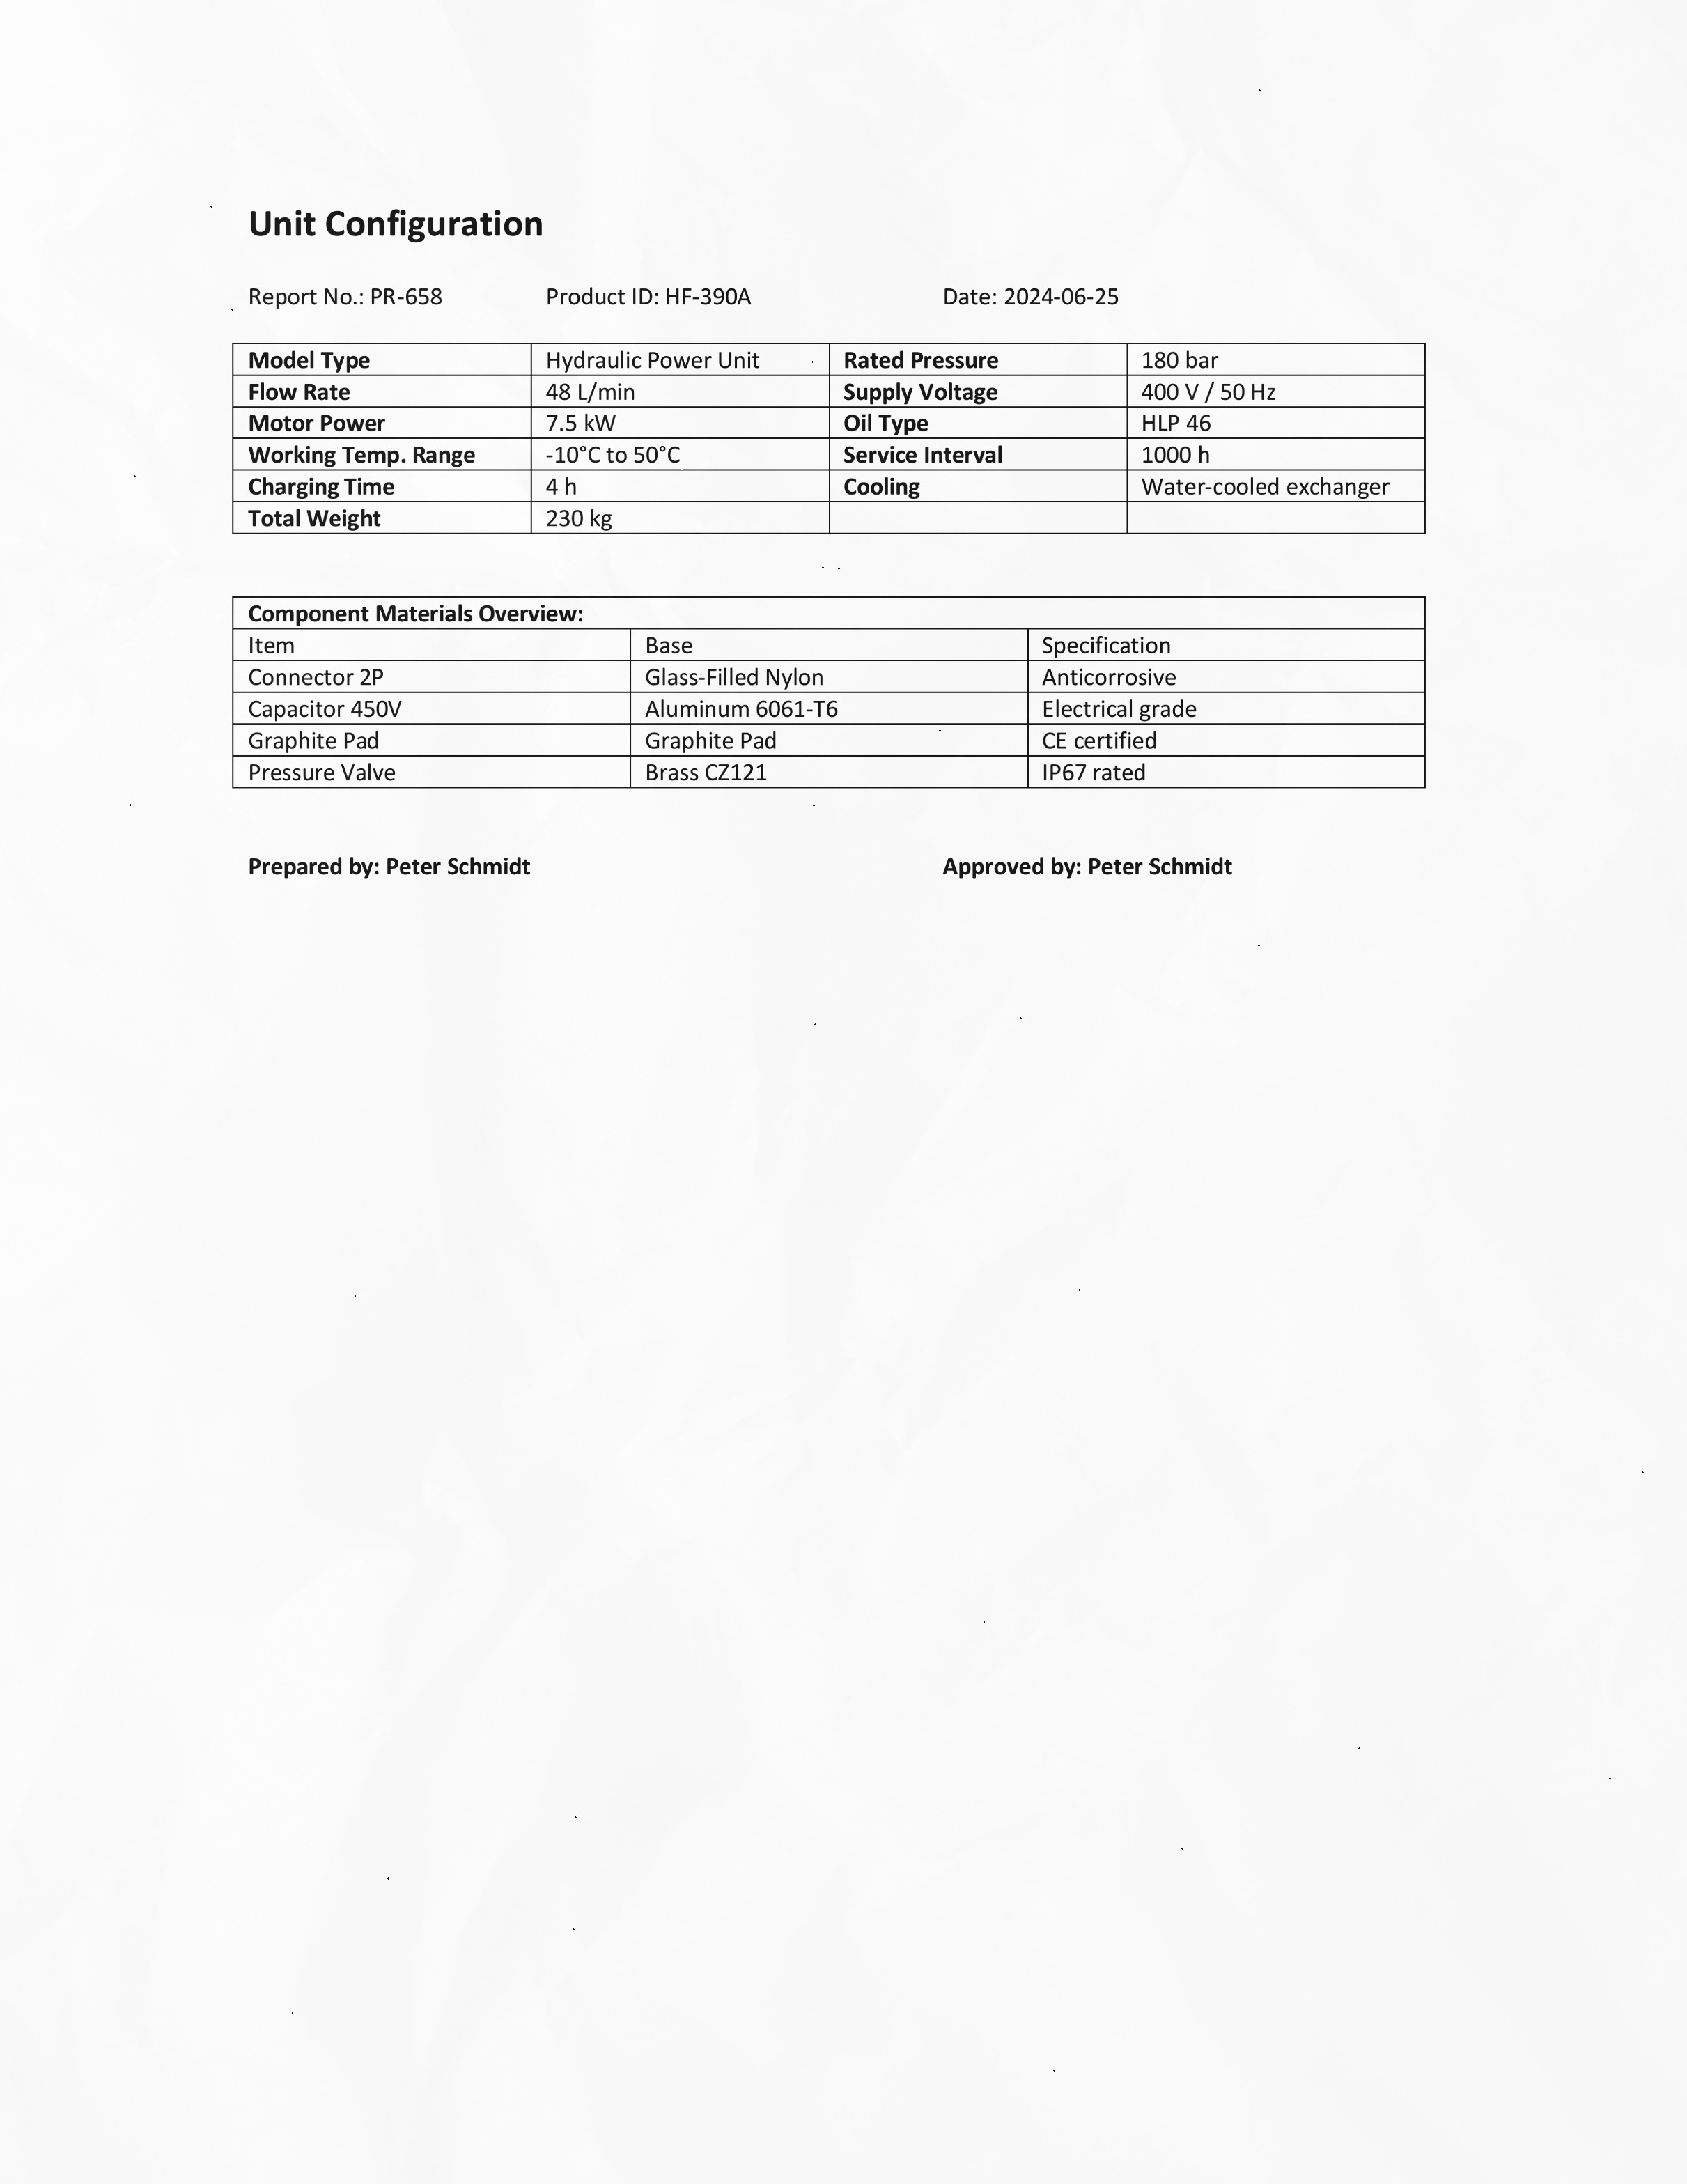 Unit Configuration
Report No.: PR-658 Product ID: HF-390A Date: 2024-06-25
Model Type Hydraulic Power Unit Rated Pressure 180 bar
Flow Rate 48 L/min Supply Voltage 400 V / 50 Hz
Motor Power 7.5 kW Oil Type HLP 46
Working Temp. Range -10°C to 50°C Service Interval 1000 h
Charging Time 4 h Cooling Water-cooled exchanger
Total Weight 230 kg
Component Materials Overview:
Item Base Specification
Connector 2P Glass-Filled Nylon Anticorrosive
Capacitor 450V Aluminum 6061-T6 Electrical grade
Graphite Pad Graphite Pad CE certified
Pressure Valve Brass CZ121 IP67 rated
Prepared by: Peter Schmidt Approved by: Peter Schmidt